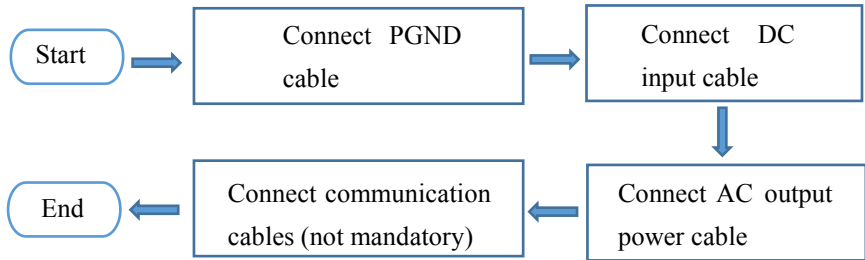 Start
Connect PGND
cable
Connect DC
input cable
Connect AC output
power cable
Connect communication
cables (not mandatory)
End